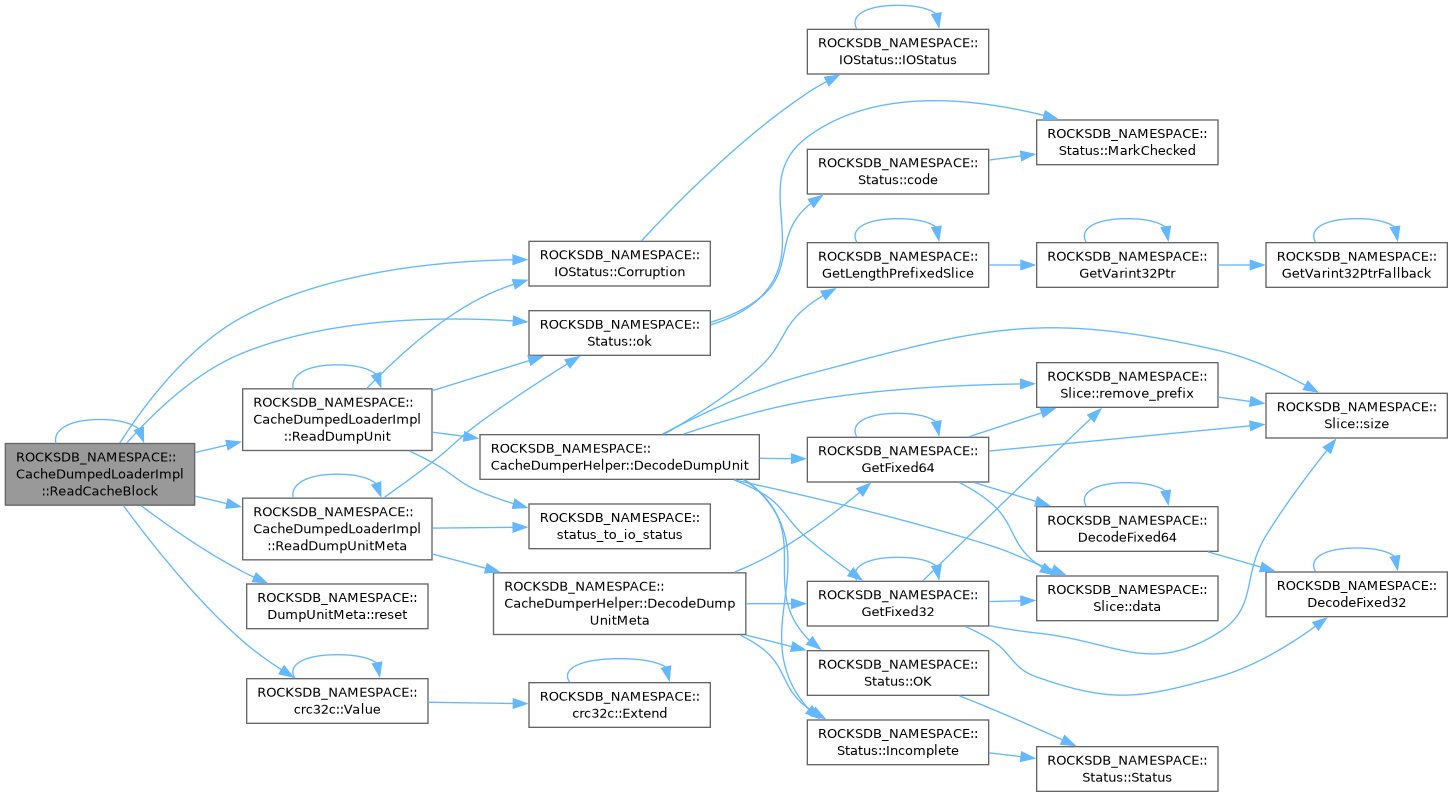 ROCKSDB_NAMESPACE::
CacheDumpedLoaderImpl
::ReadCacheBlock
ROCKSDB_NAMESPACE::
IOStatus::Corruption
ROCKSDB_NAMESPACE::
IOStatus::IOStatus
ROCKSDB_NAMESPACE::
Status::ok
ROCKSDB_NAMESPACE::
Status::code
ROCKSDB_NAMESPACE::
Status::MarkChecked
ROCKSDB_NAMESPACE::
CacheDumpedLoaderImpl
::ReadDumpUnit
ROCKSDB_NAMESPACE::
CacheDumperHelper::DecodeDumpUnit
ROCKSDB_NAMESPACE::
GetLengthPrefixedSlice
ROCKSDB_NAMESPACE::
GetVarint32Ptr
ROCKSDB_NAMESPACE::
GetVarint32PtrFallback
ROCKSDB_NAMESPACE::
Slice::remove_prefix
ROCKSDB_NAMESPACE::
Slice::size
ROCKSDB_NAMESPACE::
GetFixed64
ROCKSDB_NAMESPACE::
DecodeFixed64
ROCKSDB_NAMESPACE::
DecodeFixed32
ROCKSDB_NAMESPACE::
Slice::data
ROCKSDB_NAMESPACE::
GetFixed32
ROCKSDB_NAMESPACE::
Status::OK
ROCKSDB_NAMESPACE::
Status::Incomplete
ROCKSDB_NAMESPACE::
Status::Status
ROCKSDB_NAMESPACE::
status_to_io_status
ROCKSDB_NAMESPACE::
CacheDumpedLoaderImpl
::ReadDumpUnitMeta
ROCKSDB_NAMESPACE::
CacheDumperHelper::DecodeDump
UnitMeta
ROCKSDB_NAMESPACE::
DumpUnitMeta::reset
ROCKSDB_NAMESPACE::
crc32c::Value
ROCKSDB_NAMESPACE::
crc32c::Extend